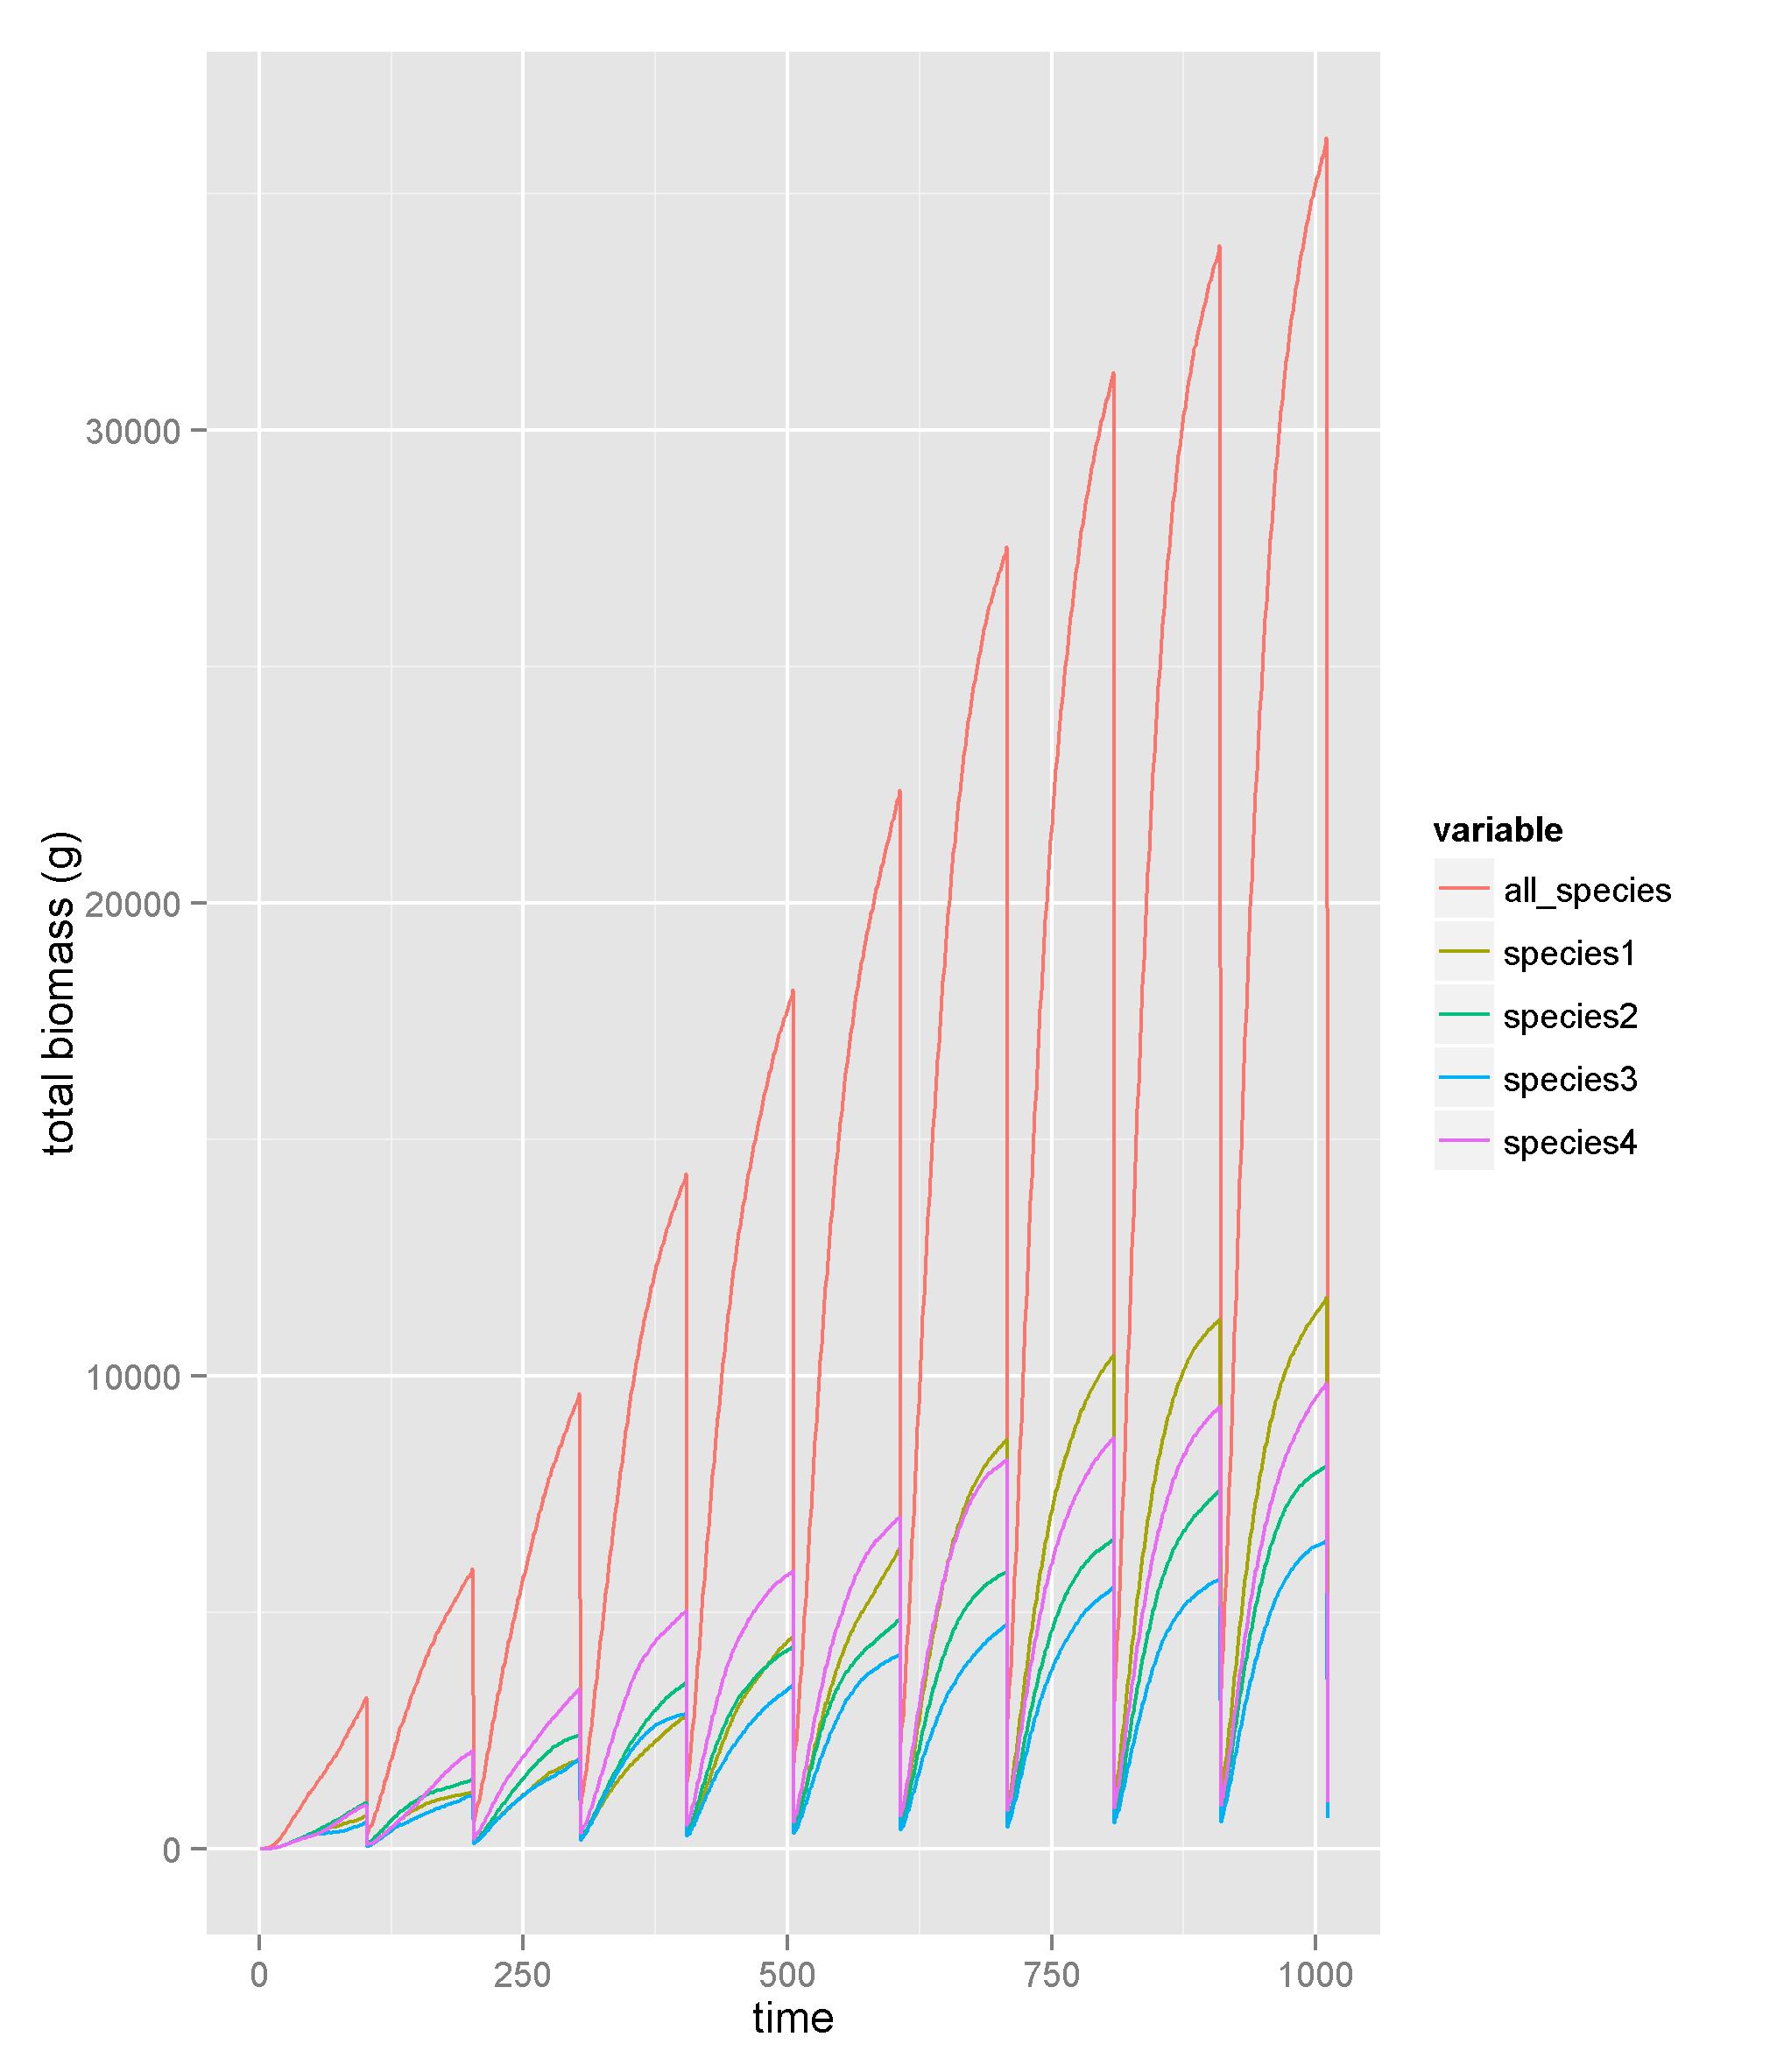 total biomass (g)
30000
20000
10000
0
0 250 500 750 1000
time
variable
all_species
species1
species2
species3
species4